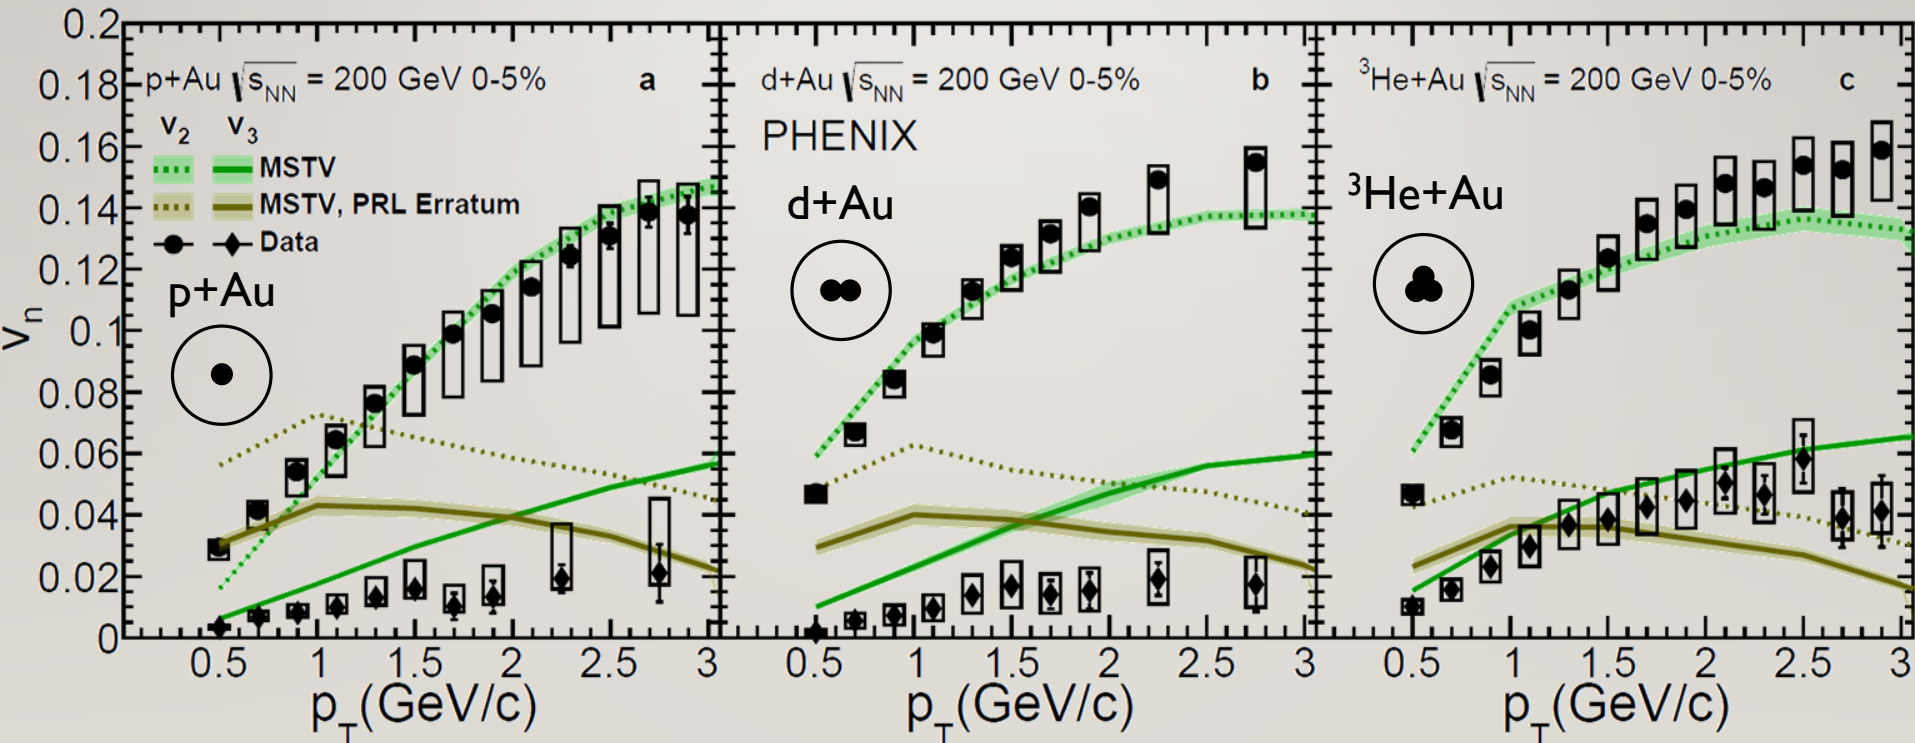 0.2
0.18
0.16
0.14
0.12
0.1
0.08
0.06
0.04
0.02
0
v_n
p+Au √s_NN = 200 GeV 0-5% a
v_2 v_3
MSTV
MSTV, PRL Erratum
Data
p+Au
0.5 1 1.5 2 2.5 3
p_T(GeV/c)
d+Au √s_NN = 200 GeV 0-5% b
PHENIX
d+Au
0.5 1 1.5 2 2.5 3
p_T(GeV/c)
³He+Au √s_NN = 200 GeV 0-5% c
³He+Au
0.5 1 1.5 2 2.5 3
p_T(GeV/c)